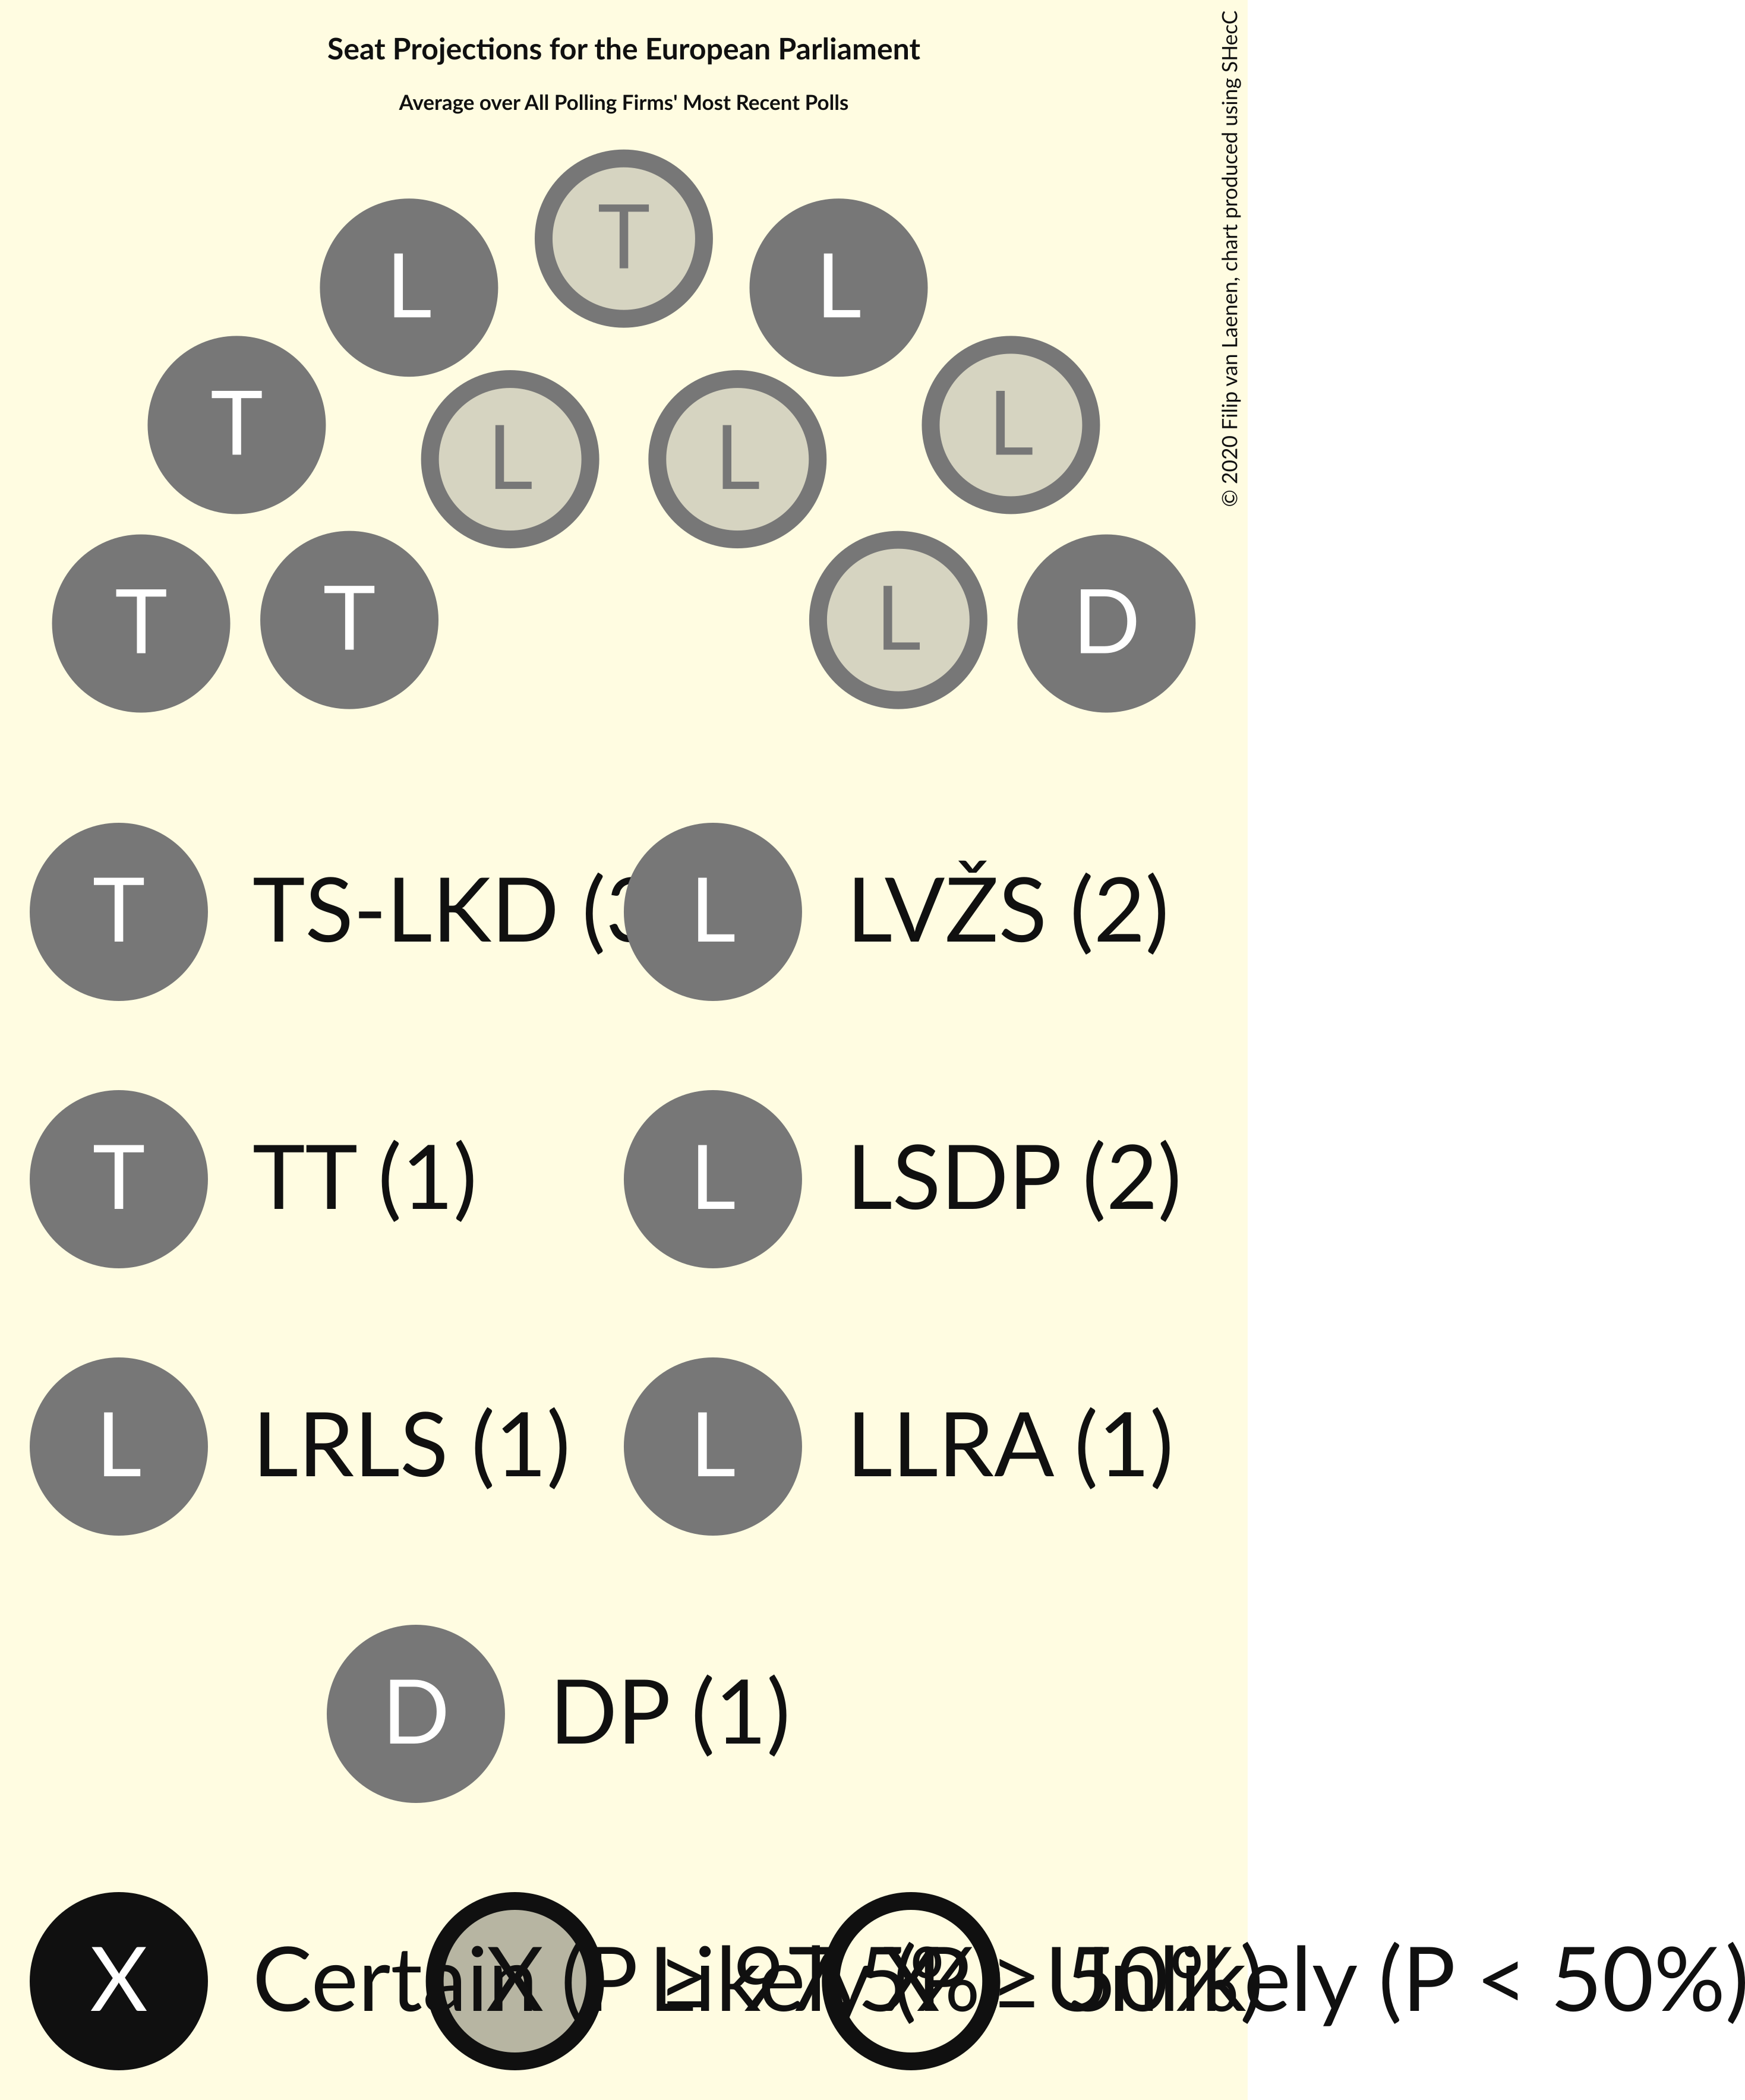 Seat Projections for the European Parliament
Average over All Polling Firms' Most Recent Polls
© 2020 Filip van Laenen, chart produced using SHecC
T
L
L
T
L
L
L
T
T
L
D
T
TS-LKD (3
L
LVŽS (2)
T
TT (1)
L
LSDP (2)
L
LRLS (1)
L
LLRA (1)
D
DP (1)
X
Certain (P ≥ 97.5%)
X
Likely (P ≥ 50%)
X
Unlikely (P < 50%)